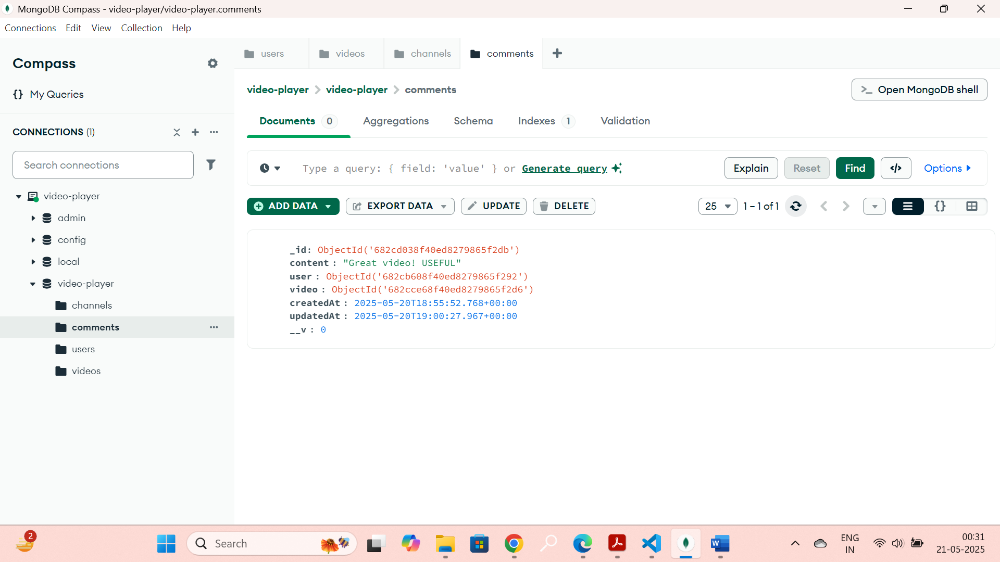 MongoDB Compass - video-player/video-player.comments
Connections Edit View Collection Help
Compass
{} My Queries
CONNECTIONS (1)
Search connections
video-player
admin
config
local
video-player
channels
comments
users
videos
users videos channels comments
video-player > video-player > comments
>_ Open MongoDB shell
Documents 0 Aggregations Schema Indexes 1 Validation
Type a query: { field: 'value' } or Generate query
Explain Reset Find </> Options
ADD DATA EXPORT DATA UPDATE DELETE
25 1 – 1 of 1 {}
_id: ObjectId('682cd038f40ed8279865f2db')
content : "Great video! USEFUL"
user : ObjectId('682cb608f40ed8279865f292')
video : ObjectId('682cce68f40ed8279865f2d6')
createdAt : 2025-05-20T18:55:52.768+00:00
updatedAt : 2025-05-20T19:00:27.967+00:00
__v : 0
2
Search
W
ENG
IN
00:31
21-05-2025